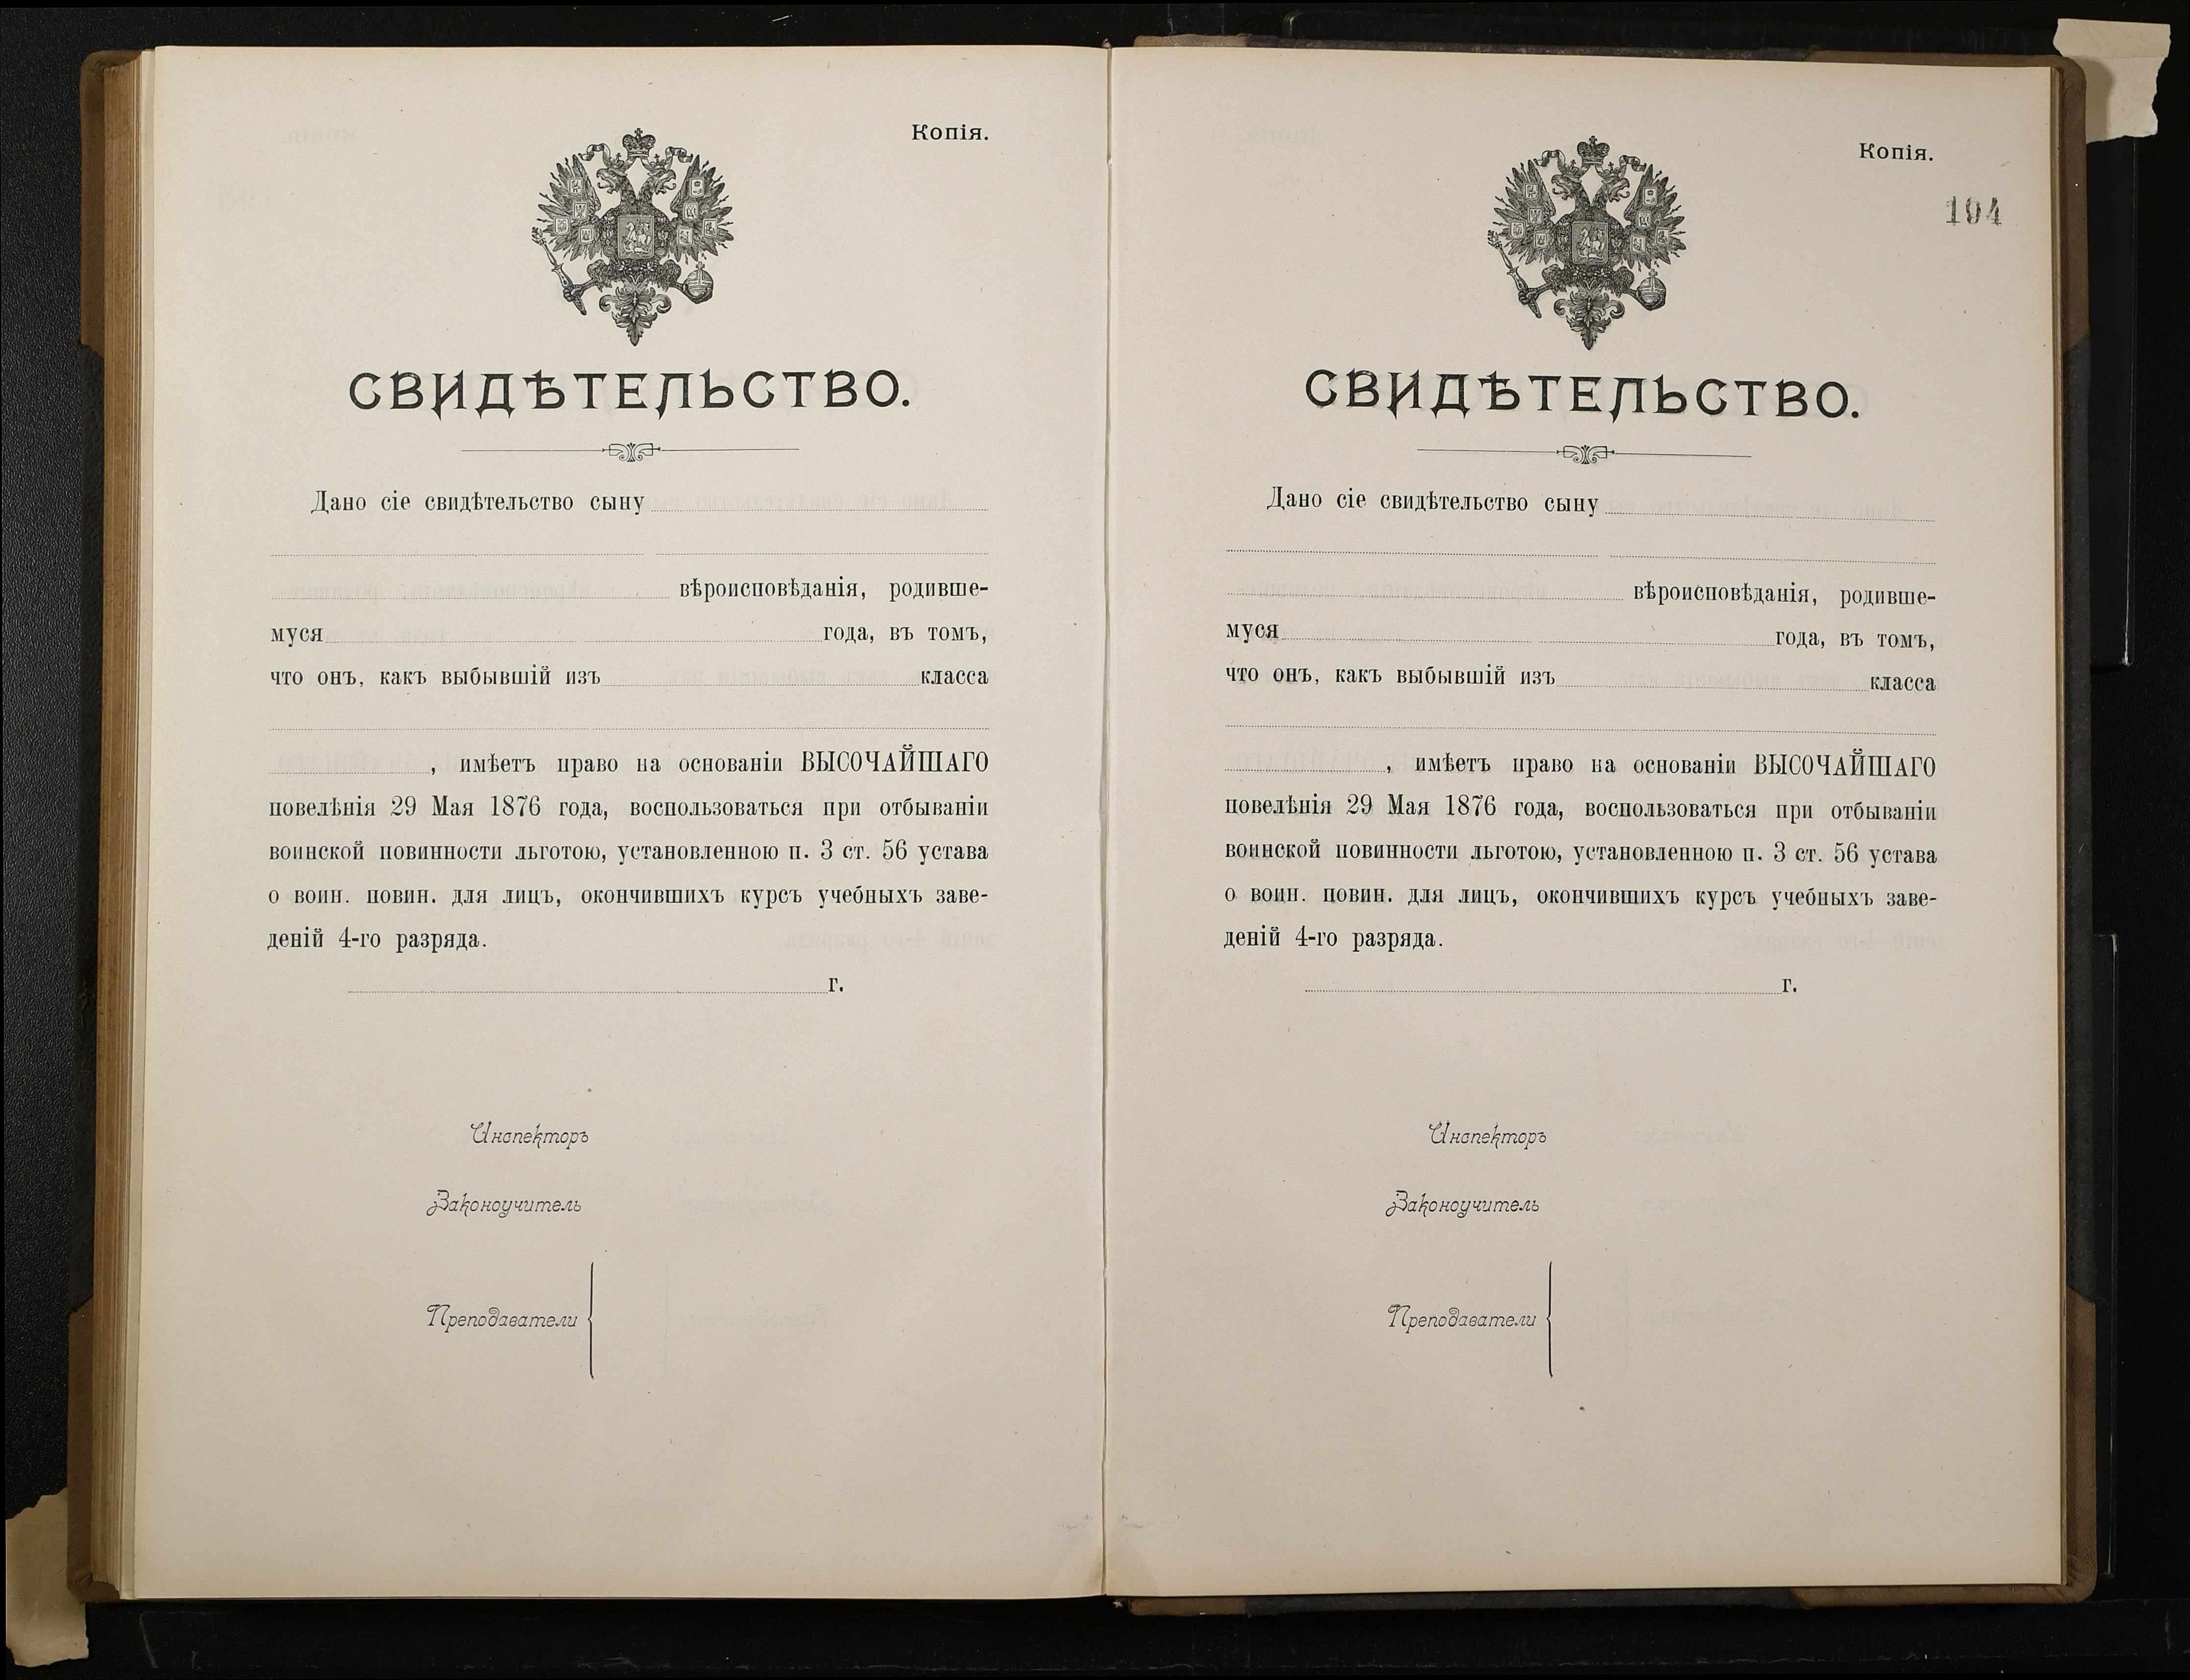 Копія.
СВИДѢТЕЛЬСТВО.
Дано сіе свидѣтельство сыну
вѣроисповѣданія, родивше-
муся года, въ томъ,
что онъ, какъ выбывшій изъ класса
, имѣетъ право на основаніи ВЫСОЧАЙШАГО
повелѣнія 29 Мая 1876 года, воспользоваться при отбываніи
воинской повинности льготою, установленною п. 3 ст. 56 устава
о воин. повин. для лицъ, окончившихъ курсъ учебныхъ заве-
деній 4-го разряда.
г.
Инспекторъ
Законоучитель
Преподаватели
Копія.
194
СВИДѢТЕЛЬСТВО.
Дано сіе свидѣтельство сыну
вѣроисповѣданія, родивше-
муся года, въ томъ,
что онъ, какъ выбывшій изъ класса
, имѣетъ право на основаніи ВЫСОЧАЙШАГО
повелѣнія 29 Мая 1876 года, воспользоваться при отбываніи
воинской повинности льготою, установленною п. 3 ст. 56 устава
о воин. повин. для лицъ, окончившихъ курсъ учебныхъ заве-
деній 4-го разряда.
г.
Инспекторъ
Законоучитель
Преподаватели